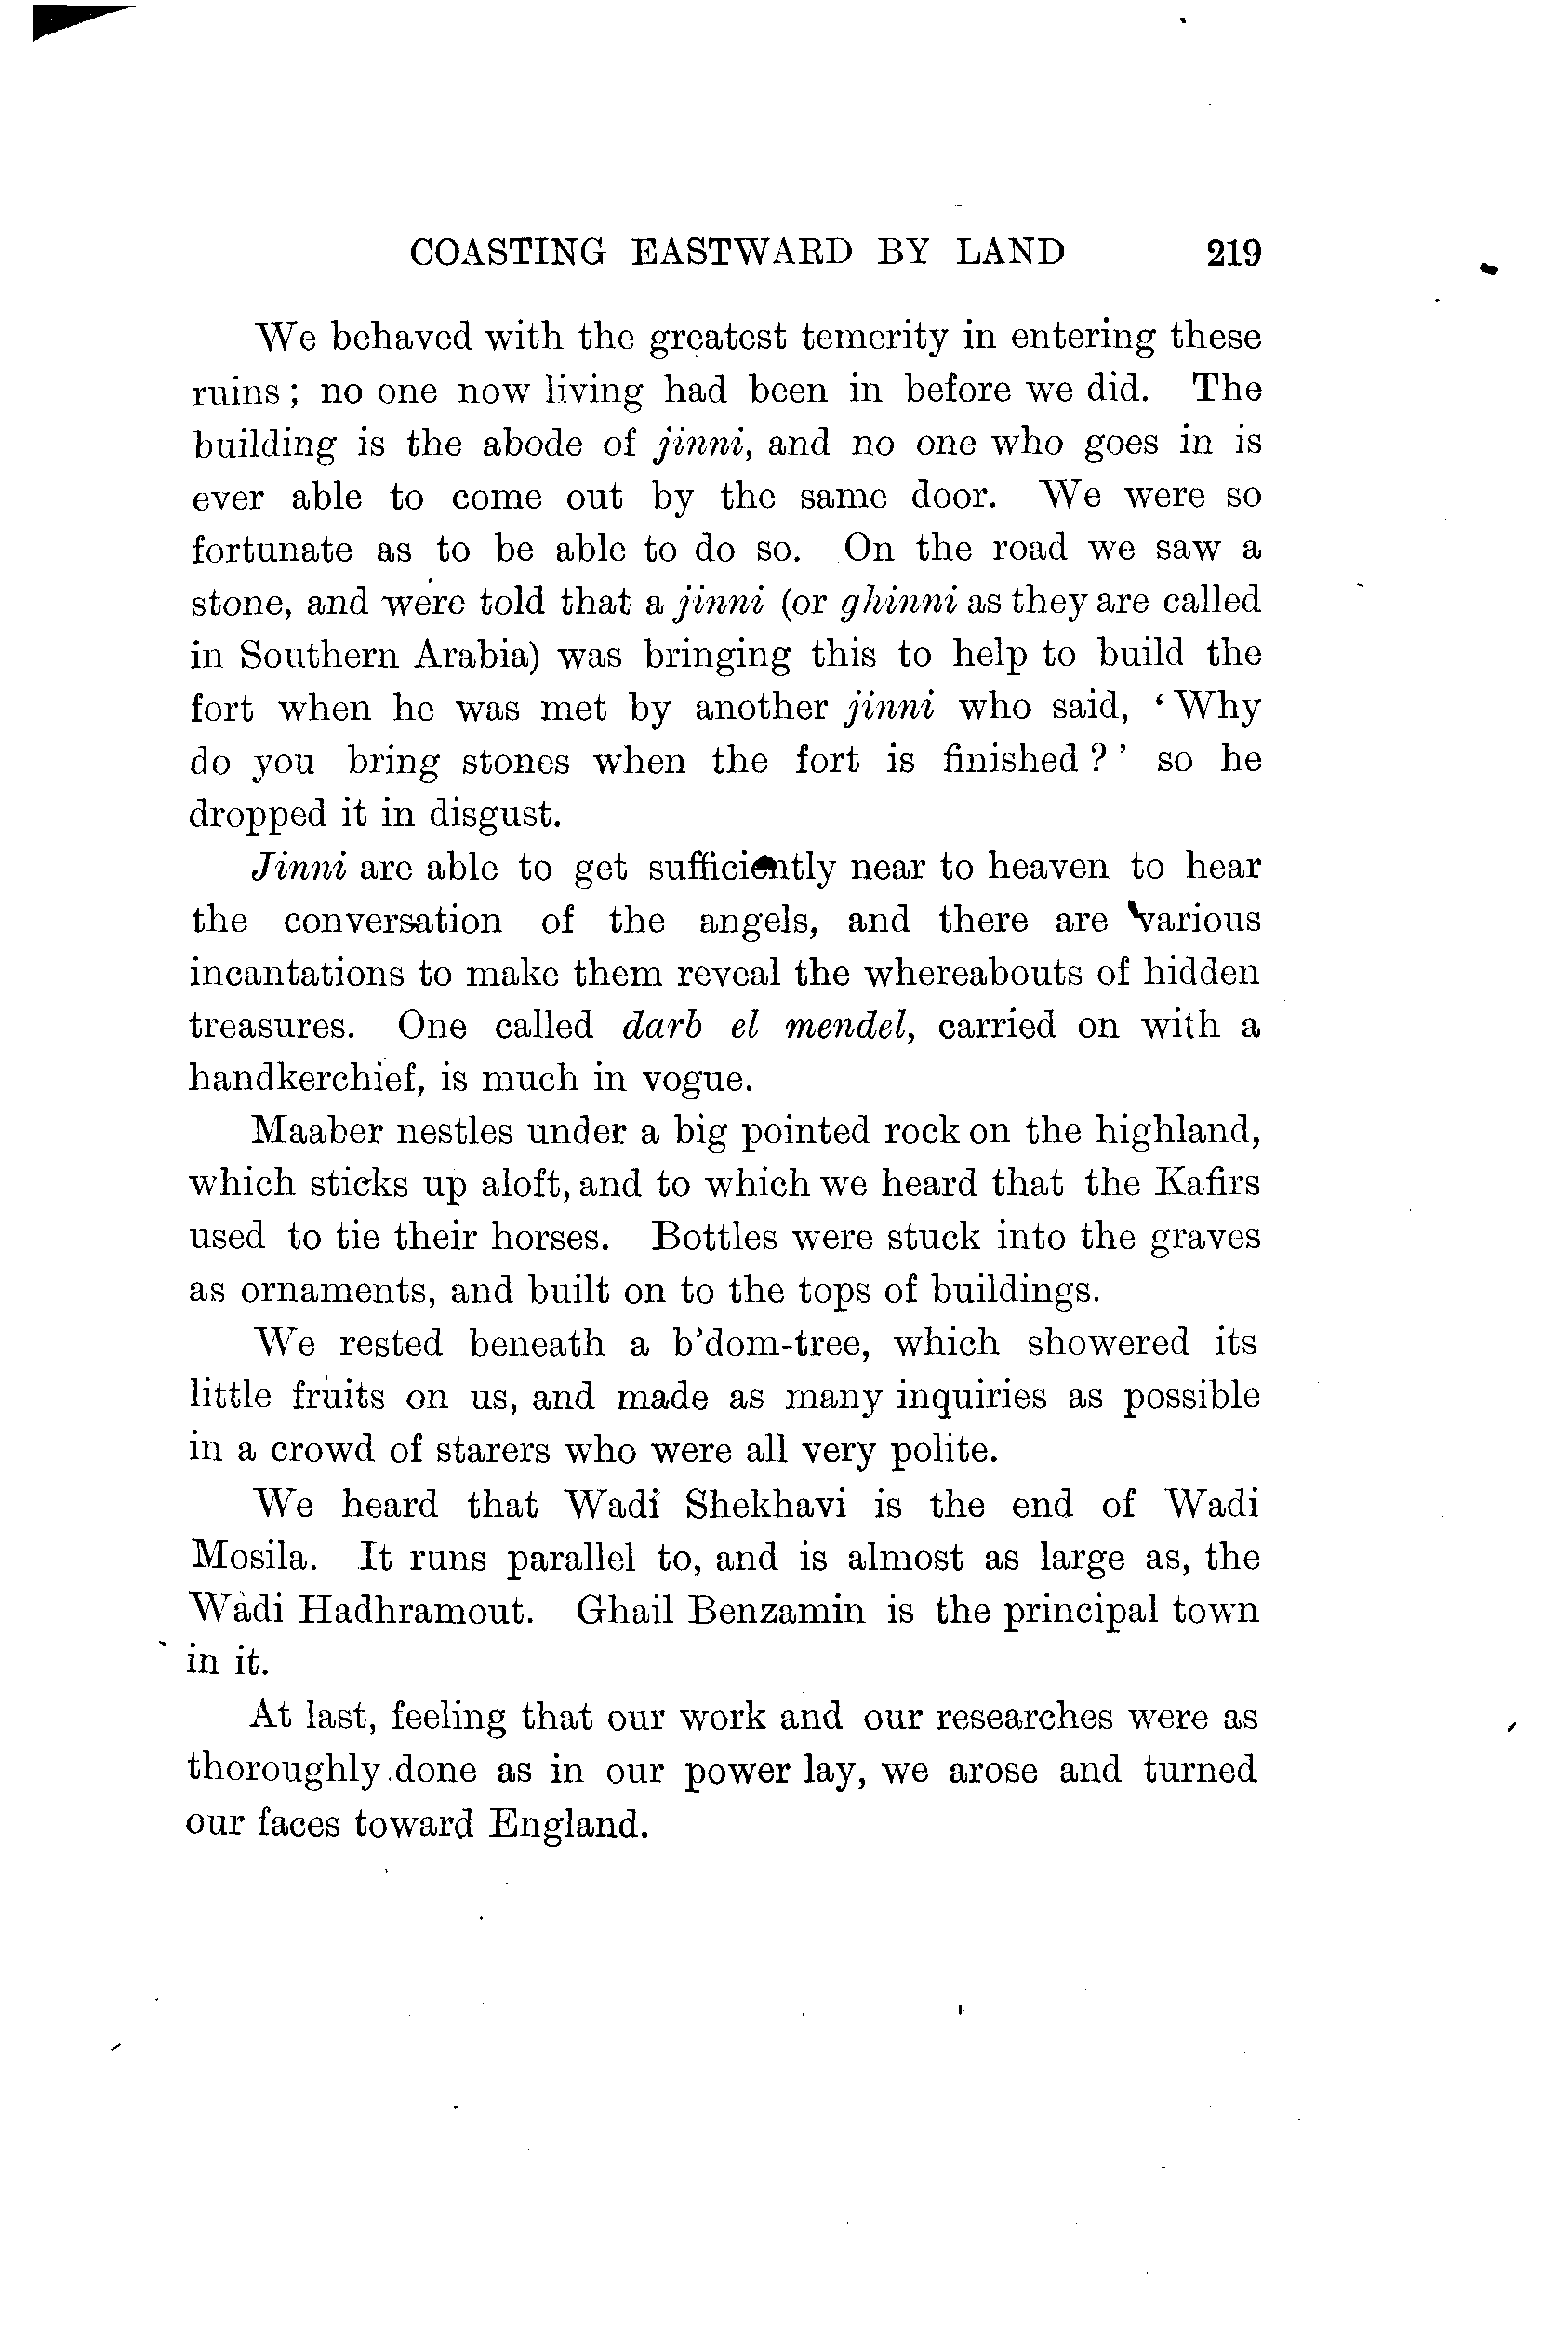 COASTING EASTWARD BY LAND 219
We behaved with the greatest temerity in entering these
ruins; no one now living had been in before we did. The
building is the abode of jinni, and no one who goes in is
ever able to come out by the same door. We were so
fortunate as to be able to do so. On the road we saw a
stone, and were told that a jinni (or ghinni as they are called
in Southern Arabia) was bringing this to help to build the
fort when he was met by another jinni who said, ‘Why
do you bring stones when the fort is finished?’ so he
dropped it in disgust.
Jinni are able to get sufficiently near to heaven to hear
the conversation of the angels, and there are various
incantations to make them reveal the whereabouts of hidden
treasures. One called darb el mendel, carried on with a
handkerchief, is much in vogue.
Maaber nestles under a big pointed rock on the highland,
which sticks up aloft, and to which we heard that the Kafirs
used to tie their horses. Bottles were stuck into the graves
as ornaments, and built on to the tops of buildings.
We rested beneath a b'dom-tree, which showered its
little fruits on us, and made as many inquiries as possible
in a crowd of starers who were all very polite.
We heard that Wadi Shekhavi is the end of Wadi
Mosila. It runs parallel to, and is almost as large as, the
Wadi Hadhramout. Ghail Benzamin is the principal town
in it.
At last, feeling that our work and our researches were as
thoroughly done as in our power lay, we arose and turned
our faces toward England.